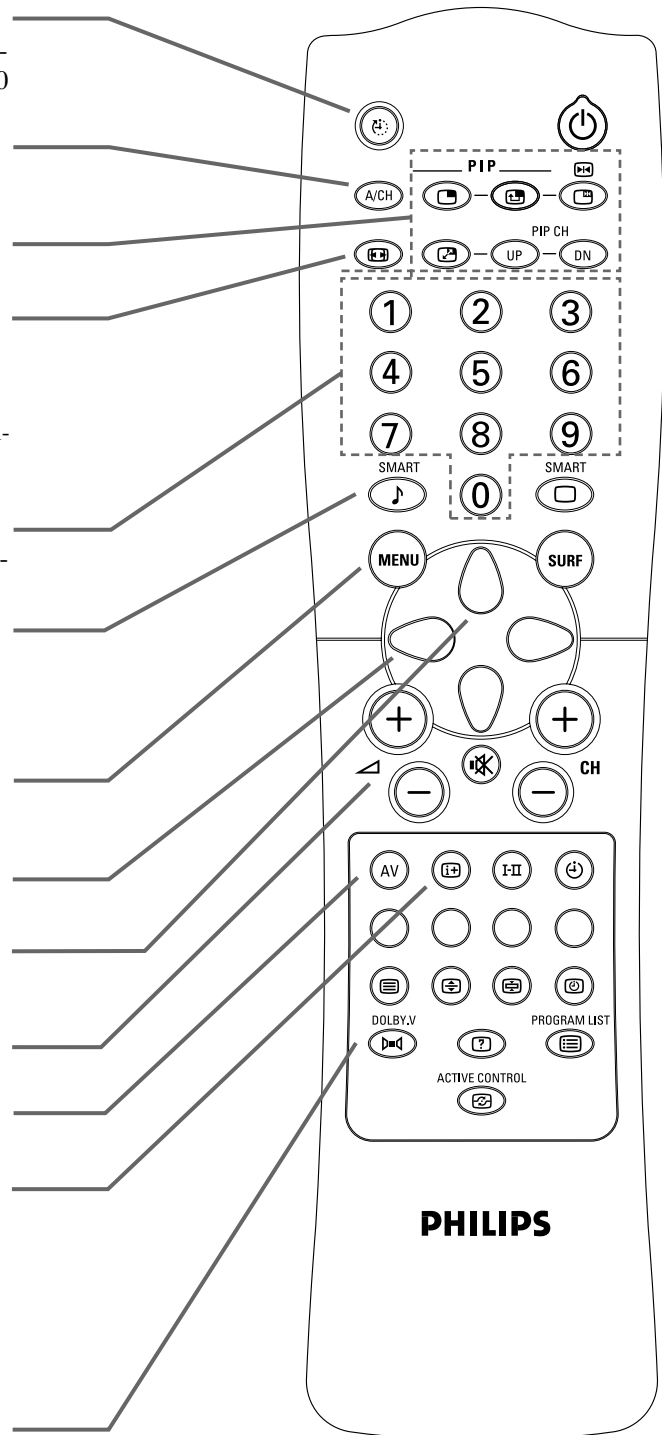 -
0
PIP
A/CH
PIP CH
UP DN
1 2 3
4 5 6
-
7 8 9
SMART SMART
0
-
MENU SURF
+ +
CH
− −
AV i+ I-II
DOLBY.V PROGRAM LIST
?
ACTIVE CONTROL
PHILIPS